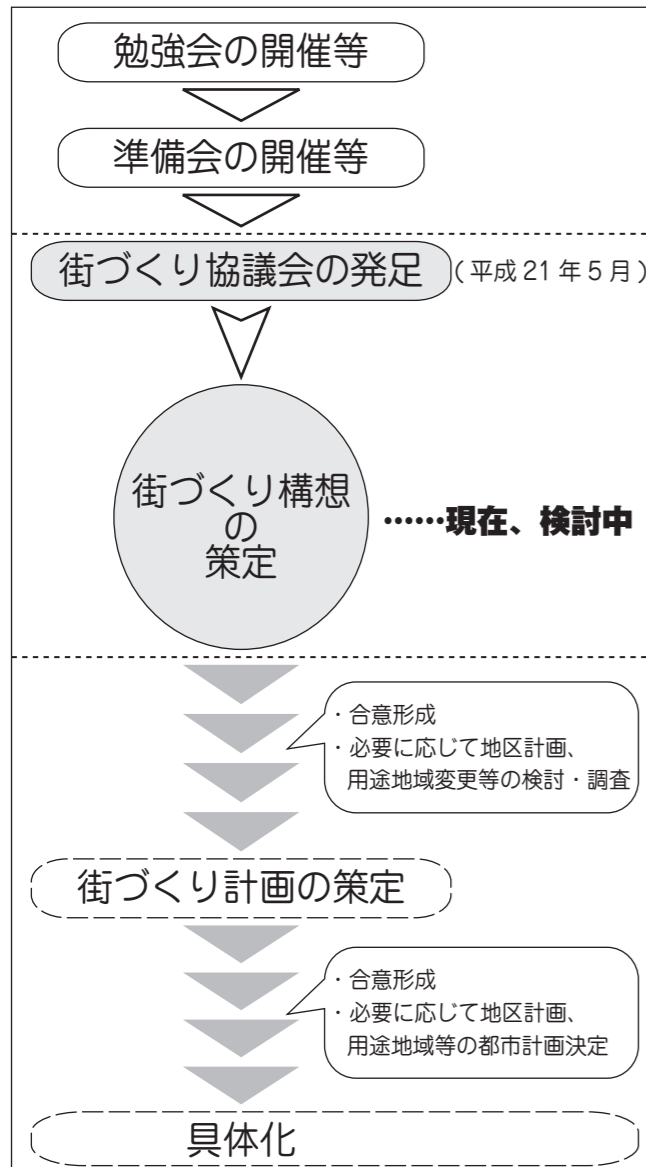 勉強会の開催等
準備会の開催等
街づくり協議会の発足
(平成21年5月)
街づくり構想
の
策定
……現在、検討中
・合意形成
・必要に応じて地区計画、
用途地域変更等の検討・調査
街づくり計画の策定
・合意形成
・必要に応じて地区計画、
用途地域等の都市計画決定
具体化